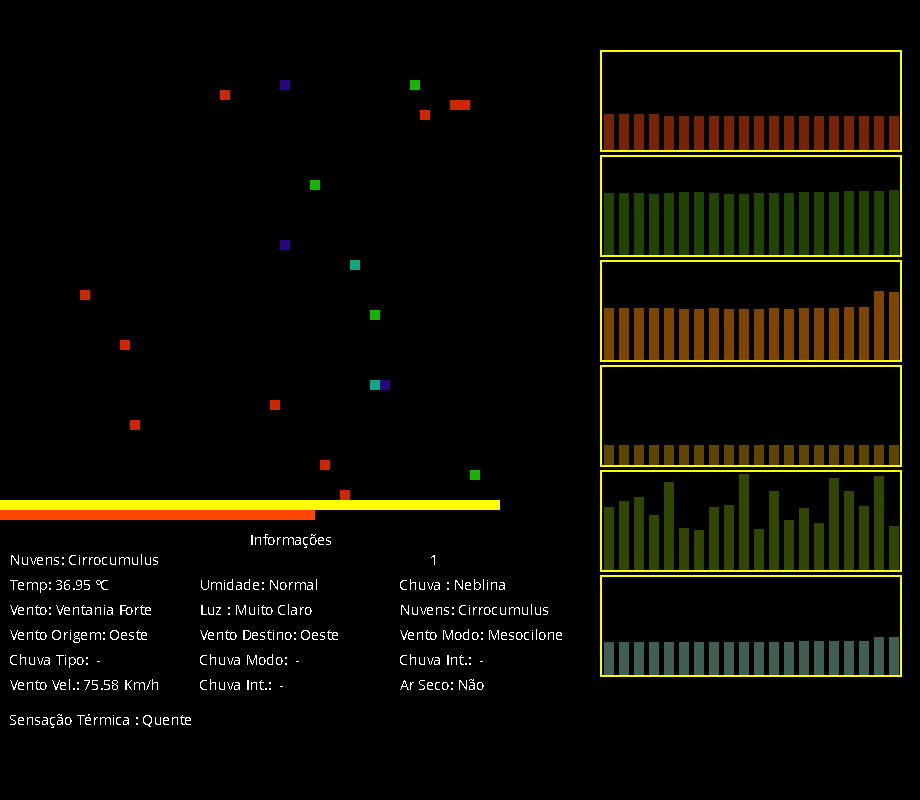 Informações
Nuvens: Cirrocumulus 1
Temp: 36.95 ºC Umidade: Normal Chuva : Neblina
Vento: Ventania Forte Luz : Muito Claro Nuvens: Cirrocumulus
Vento Origem: Oeste Vento Destino: Oeste Vento Modo: Mesocilone
Chuva Tipo: - Chuva Modo: - Chuva Int.: -
Vento Vel.: 75.58 Km/h Chuva Int.: - Ar Seco: Não
Sensação Térmica : Quente